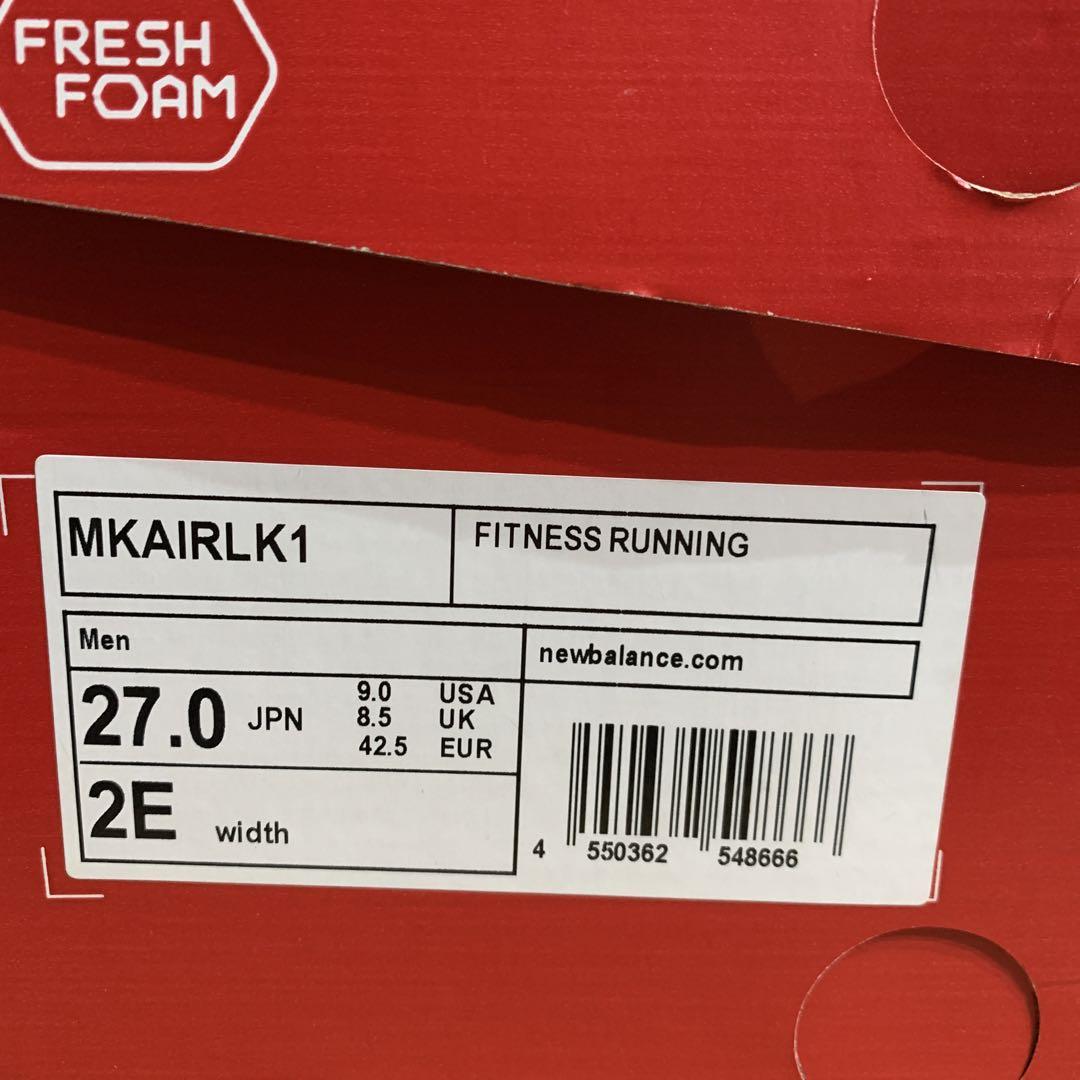 FRESH
FOAM
MKAIRLK1
FITNESS RUNNING
Men
newbalance.com
27.0 JPN
9.0 USA
8.5 UK
42.5 EUR
2E width
4 550362 548666